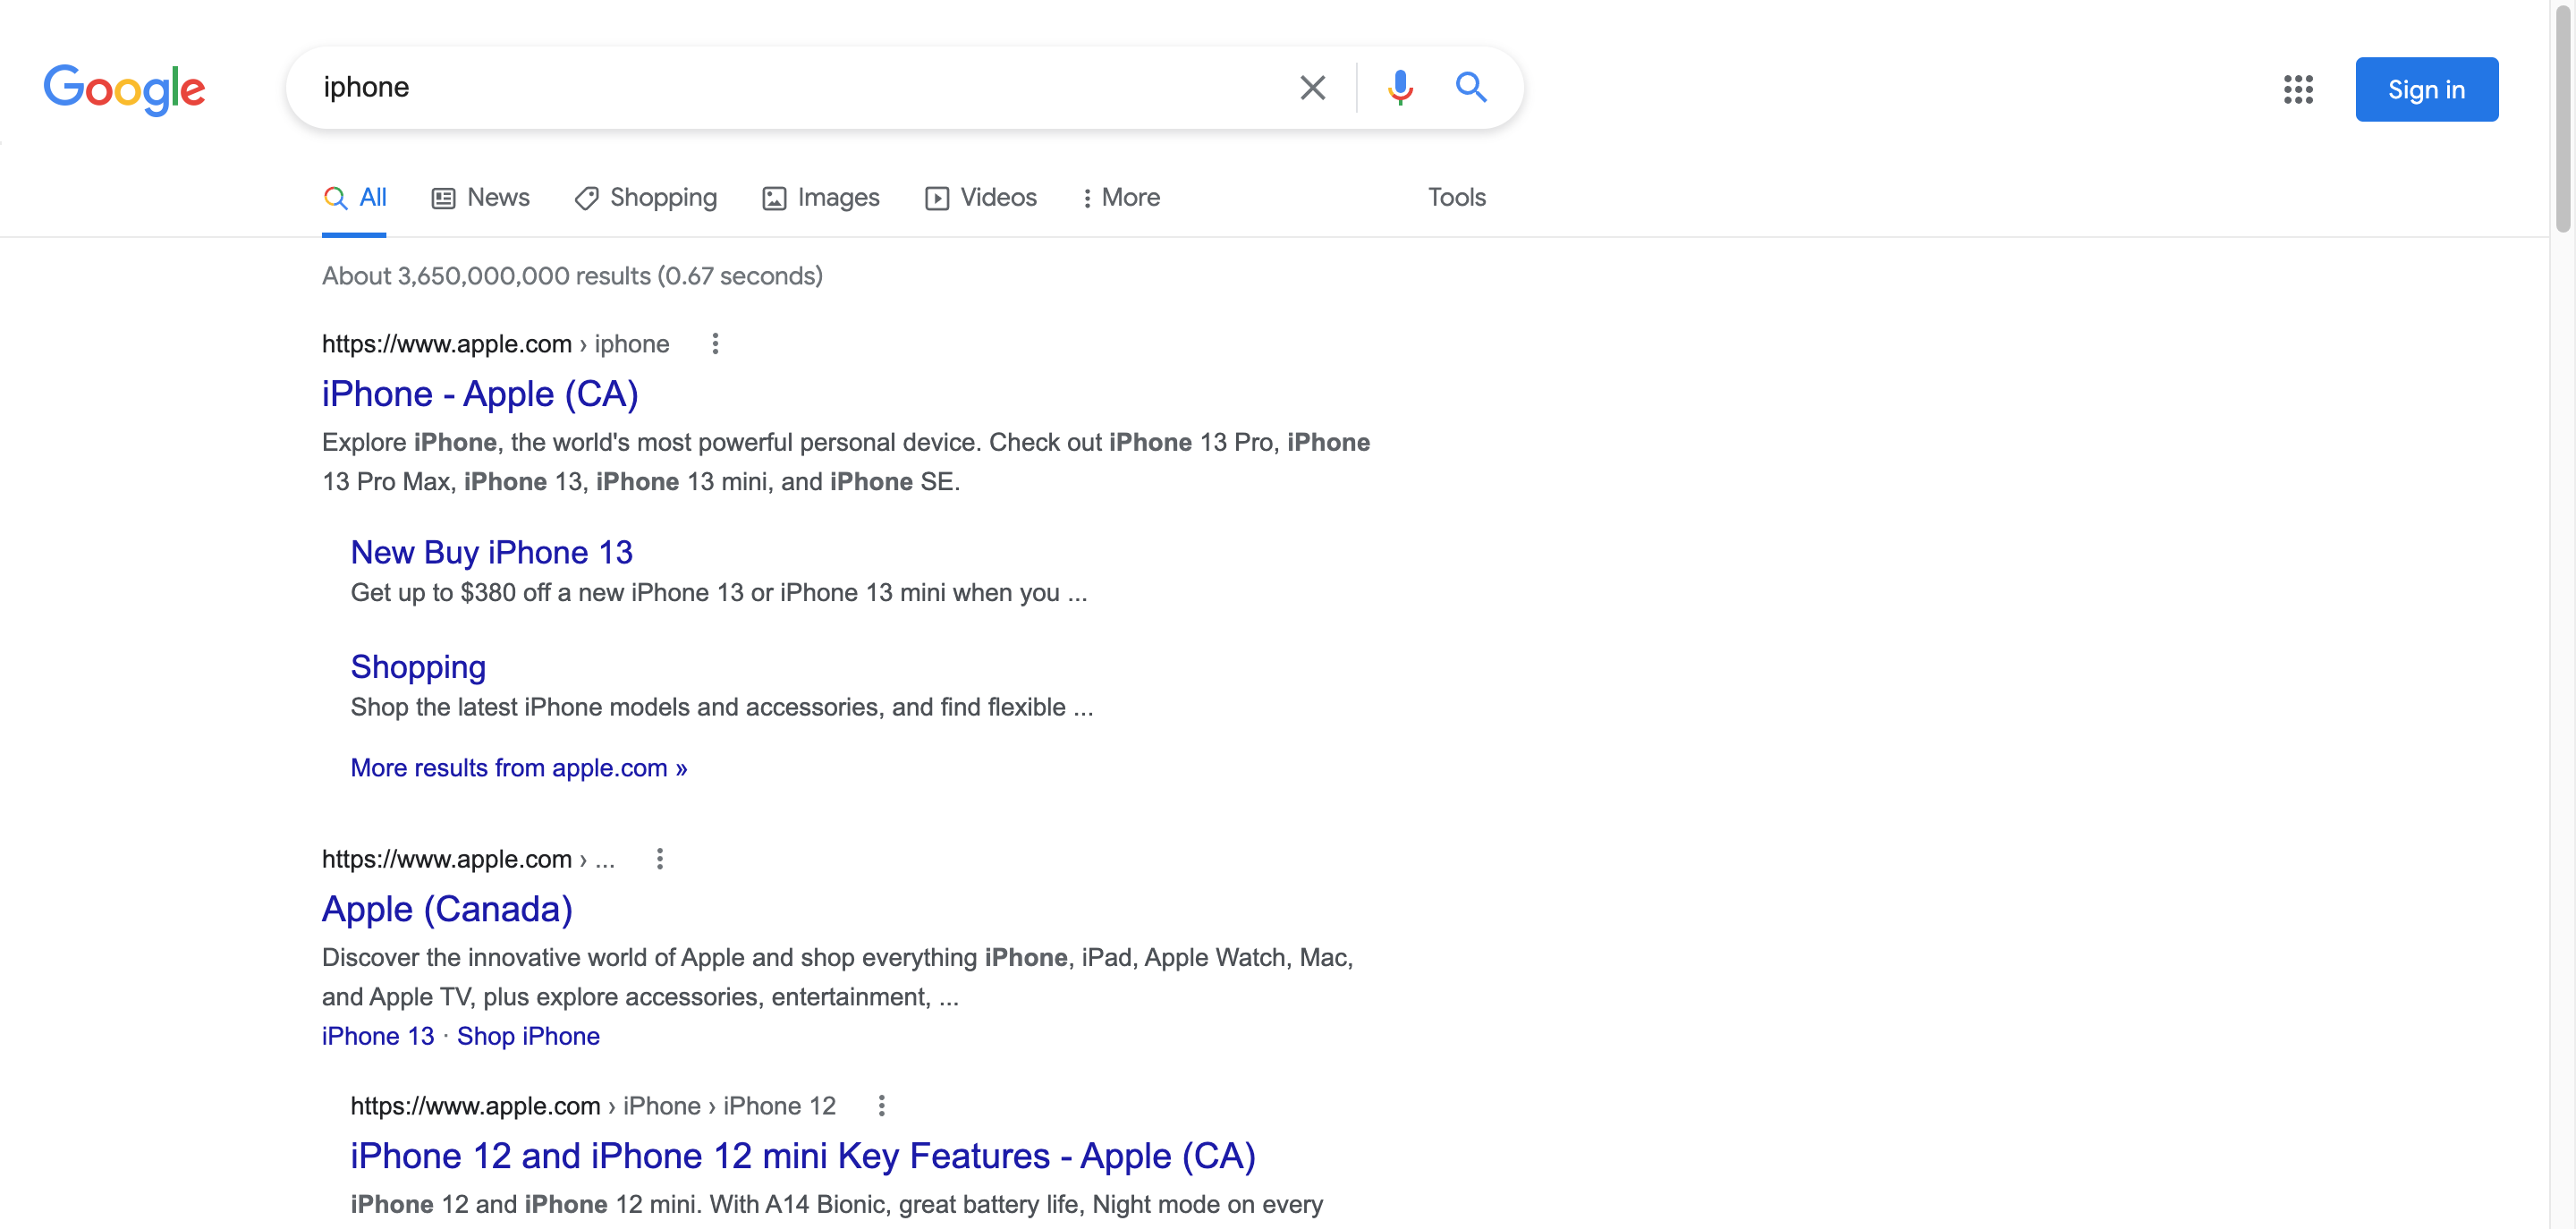 Google
iphone
Sign in
All News Shopping Images Videos More Tools
About 3,650,000,000 results (0.67 seconds)
https://www.apple.com › iphone
iPhone - Apple (CA)
Explore iPhone, the world's most powerful personal device. Check out iPhone 13 Pro, iPhone
13 Pro Max, iPhone 13, iPhone 13 mini, and iPhone SE.
New Buy iPhone 13
Get up to $380 off a new iPhone 13 or iPhone 13 mini when you ...
Shopping
Shop the latest iPhone models and accessories, and find flexible ...
More results from apple.com »
https://www.apple.com › ...
Apple (Canada)
Discover the innovative world of Apple and shop everything iPhone, iPad, Apple Watch, Mac,
and Apple TV, plus explore accessories, entertainment, ...
iPhone 13 · Shop iPhone
https://www.apple.com › iPhone › iPhone 12
iPhone 12 and iPhone 12 mini Key Features - Apple (CA)
iPhone 12 and iPhone 12 mini. With A14 Bionic, great battery life, Night mode on every